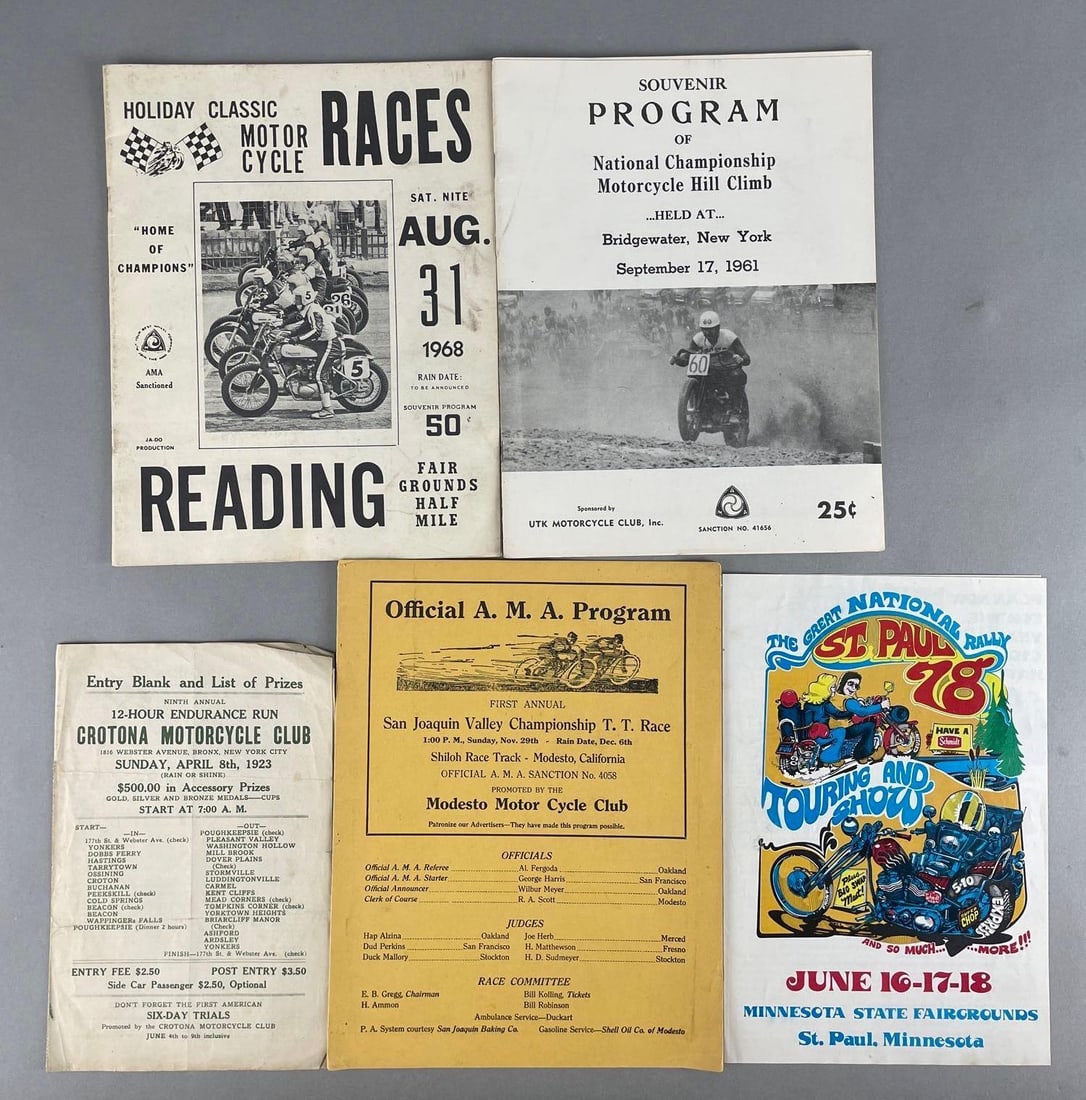 HOLIDAY CLASSIC
MOTOR
CYCLE
RACES
"HOME
OF
CHAMPIONS"
SAT. NITE
AUG.
31
1968
RAIN DATE:
TO BE ANNOUNCED
SOUVENIR PROGRAM
50¢
AMA
Sanctioned
JA-DO
PRODUCTION
26
5
5
READING
FAIR
GROUNDS
HALF
MILE
SOUVENIR
PROGRAM
OF
National Championship
Motorcycle Hill Climb
...HELD AT...
Bridgewater, New York
September 17, 1961
60
Sponsored by
UTK MOTORCYCLE CLUB, Inc.
SANCTION NO. 41656
25¢
Entry Blank and List of Prizes
NINTH ANNUAL
12-HOUR ENDURANCE RUN
CROTONA MOTORCYCLE CLUB
1816 WEBSTER AVENUE, BRONX, NEW YORK CITY
SUNDAY, APRIL 8th, 1923
(RAIN OR SHINE)
$500.00 in Accessory Prizes
GOLD, SILVER AND BRONZE MEDALS—CUPS
START AT 7:00 A. M.
START—
—IN—
177th St. & Webster Ave. (check)
YONKERS
DOBBS FERRY
HASTINGS
TARRYTOWN
OSSINING
CROTON
BUCHANAN
PEEKSKILL (check)
COLD SPRINGS
BEACON (check)
BEACON
WAPPINGERS FALLS
POUGHKEEPSIE (Dinner 2 hours)
—OUT—
POUGHKEEPSIE (check)
PLEASANT VALLEY
WASHINGTON HOLLOW
MILL BROOK
DOVER PLAINS
(Check)
STORMVILLE
LUDDINGTONVILLE
CARMEL
KENT CLIFFS
MEAD CORNERS (check)
TOMPKINS CORNER (check)
YORKTOWN HEIGHTS
BRIARCLIFF MANOR
(Check)
ASHFORD
ARDSLEY
YONKERS
FINISH—177th St. & Webster Ave. (check)
ENTRY FEE $2.50 POST ENTRY $3.50
Side Car Passenger $2.50, Optional
DON'T FORGET THE FIRST AMERICAN
SIX-DAY TRIALS
Promoted by the CROTONA MOTORCYCLE CLUB
JUNE 4th to 9th inclusive
Official A. M. A. Program
FIRST ANNUAL
San Joaquin Valley Championship T. T. Race
1:00 P. M., Sunday, Nov. 29th - Rain Date, Dec. 6th
Shiloh Race Track - Modesto, California
OFFICIAL A. M. A. SANCTION No. 4058
PROMOTED BY THE
Modesto Motor Cycle Club
Patronize our Advertisers—They have made this program possible.
OFFICIALS
Official A. M. A. Referee Al. Fergoda Oakland
Official A. M. A. Starter George Harris San Francisco
Official Announcer Wilbur Meyer Oakland
Clerk of Course R. A. Scott Modesto
JUDGES
Hap Alzina Oakland Joe Herb Merced
Dud Perkins San Francisco H. Matthewson Fresno
Duck Mallory Stockton H. D. Sudmeyer Stockton
RACE COMMITTEE
E. B. Gregg, Chairman Bill Kolling, Tickets
H. Ammon Bill Robinson
Ambulance Service—Duckart
P. A. System courtesy San Joaquin Baking Co. Gasoline Service—Shell Oil Co. of Modesto
THE GREAT NATIONAL RALLY
ST. PAUL
78
HAVE A
Schmidt
TOURING AND
SHOW
Plus
BIG SWAP
Meet!
5-10
CHOP
EXPRESS
AND SO MUCH......MORE!!!
JUNE 16-17-18
MINNESOTA STATE FAIRGROUNDS
St. Paul, Minnesota